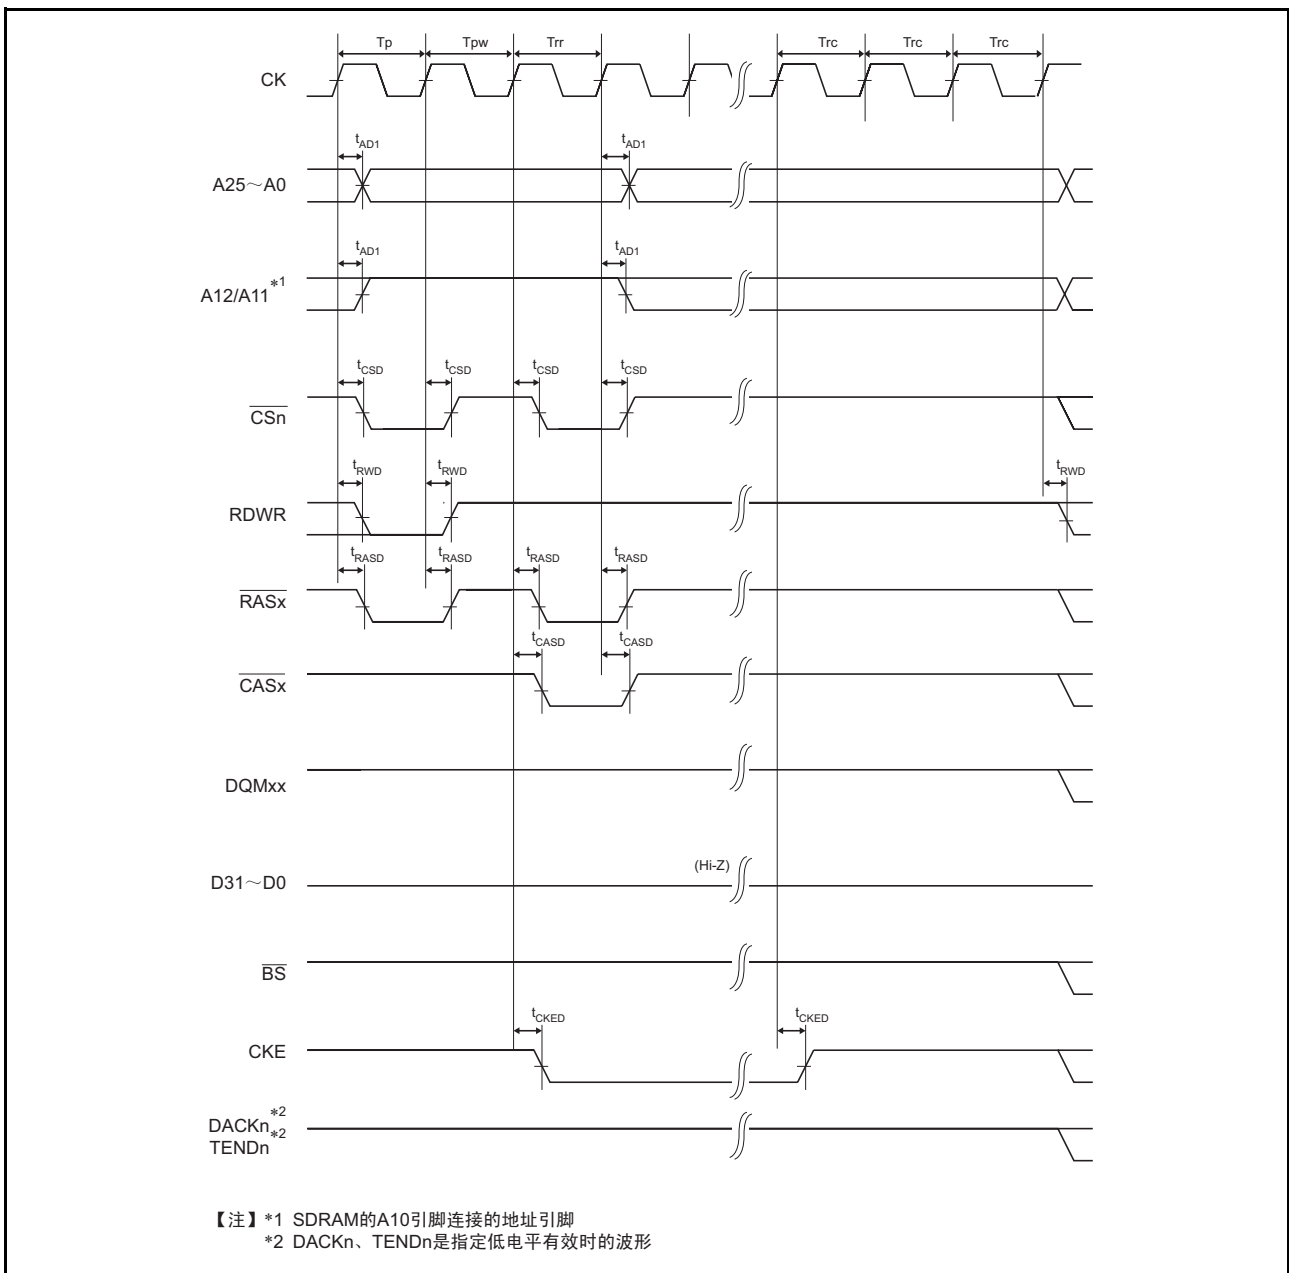 Tp Tpw Trr Trc Trc Trc
CK
tAD1 tAD1
A25～A0
tAD1 tAD1
A12/A11*1
tCSD tCSD tCSD tCSD
CSn
tRWD tRWD tRWD
RDWR
tRASD tRASD tRASD tRASD
RASx
tCASD tCASD
CASx
DQMxx
(Hi-Z)
D31～D0
BS
tCKED tCKED
CKE
DACKn*2
TENDn*2
【注】*1 SDRAM的A10引脚连接的地址引脚
*2 DACKn、TENDn是指定低电平有效时的波形